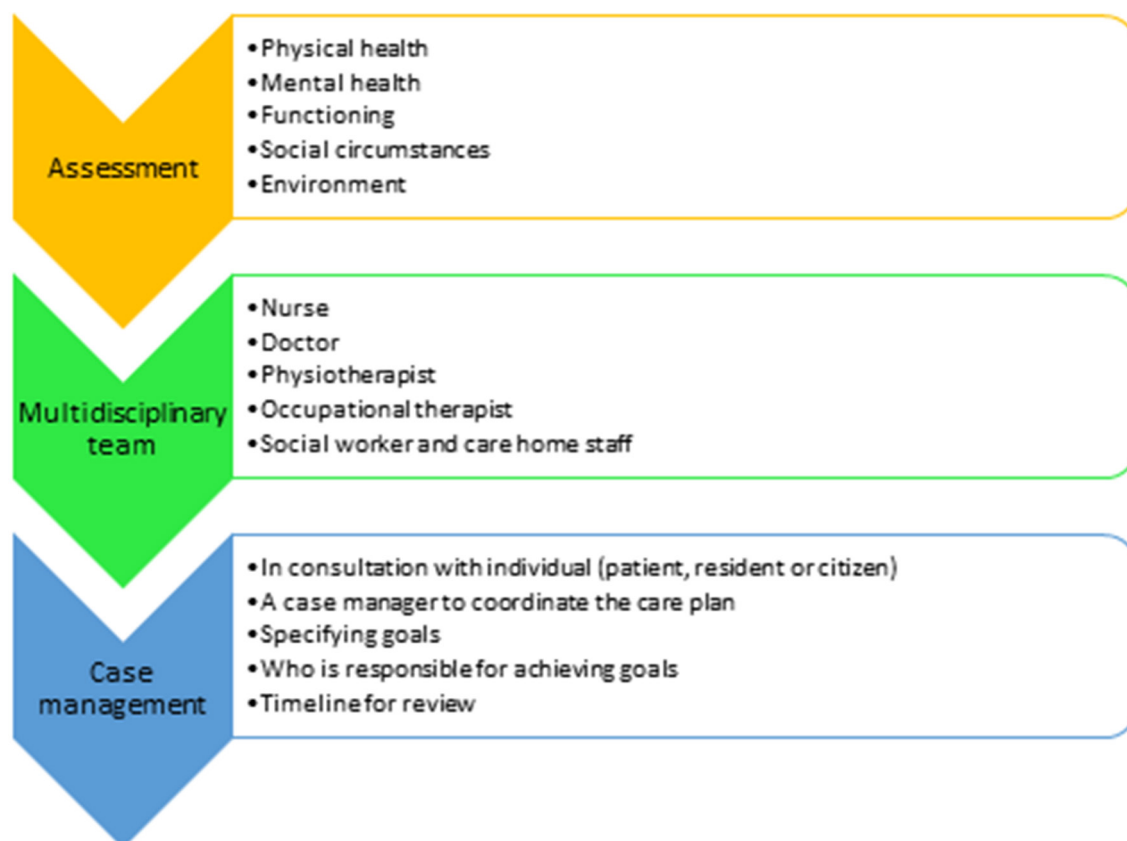 Assessment
•Physical health
•Mental health
•Functioning
•Social circumstances
•Environment
Multidisciplinary
team
•Nurse
•Doctor
•Physiotherapist
•Occupational therapist
•Social worker and care home staff
Case
management
•In consultation with individual (patient, resident or citizen)
•A case manager to coordinate the care plan
•Specifying goals
•Who is responsible for achieving goals
•Timeline for review